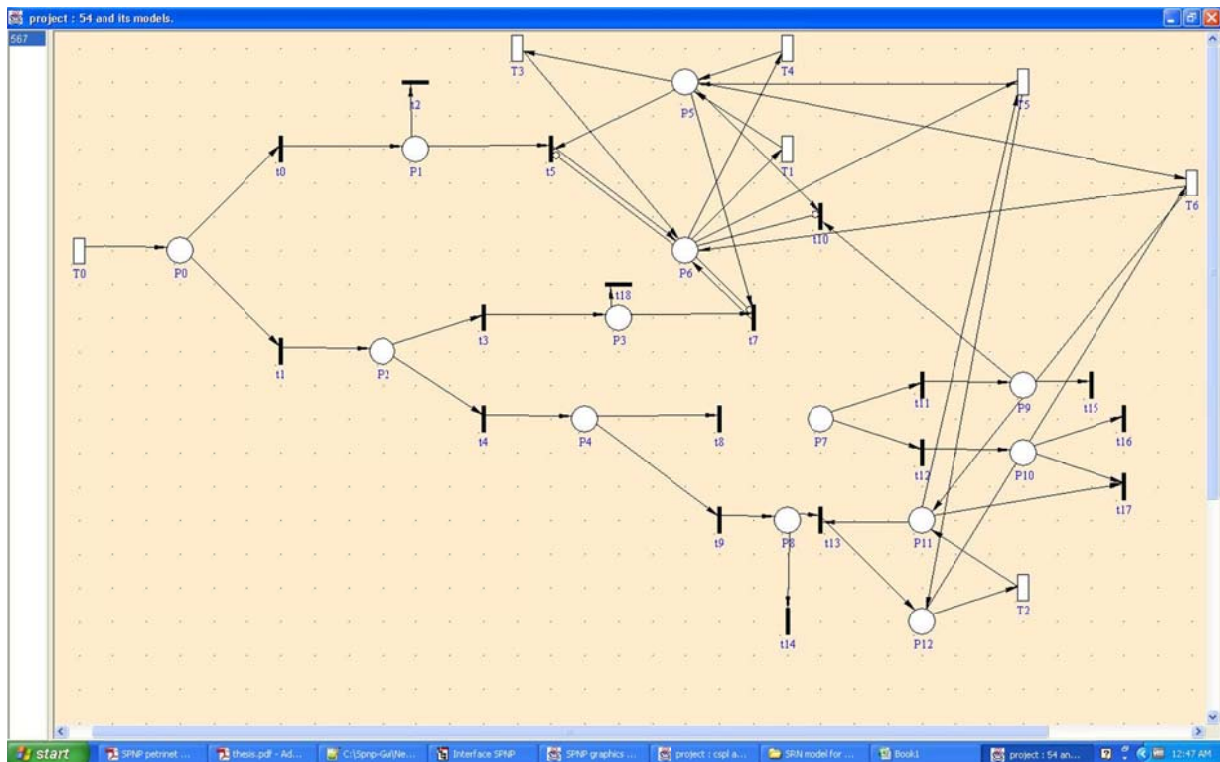 project : 54 and its models.
567
T3
T4
t2
P5
T5
t0
P1
t5
T1
T6
t10
T0
P0
P6
t18
t3
P3
t7
t1
P2
t11
P9
t15
t4
P4
t8
P7
t16
t12
P10
t17
t9
P8
t13
P11
T2
t14
P12
start
SPNP petrinet ...
thesis.pdf - Ad...
C:\Spnp-Gui\Ne...
Interface SPNP
SPNP graphics ...
project : cspl a...
SRN model for ...
Book1
project : 54 an...
12:47 AM